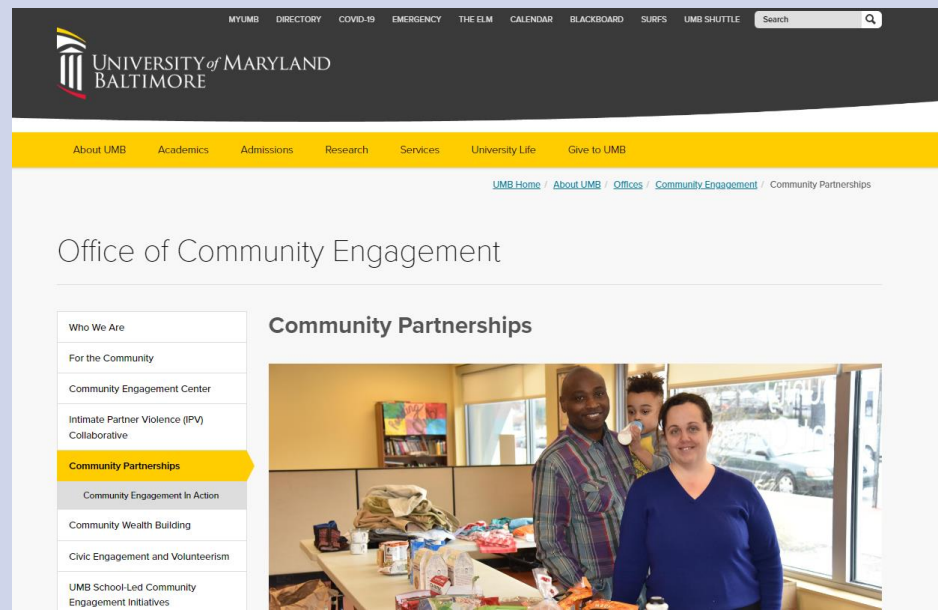 MYUMB DIRECTORY COVID-19 EMERGENCY THE ELM CALENDAR BLACKBOARD SURFS UMB SHUTTLE Search
UNIVERSITY of MARYLAND
BALTIMORE
About UMB Academics Admissions Research Services University Life Give to UMB
UMB Home / About UMB / Offices / Community Engagement / Community Partnerships
Office of Community Engagement
Who We Are
For the Community
Community Engagement Center
Intimate Partner Violence (IPV)
Collaborative
Community Partnerships
Community Engagement In Action
Community Wealth Building
Civic Engagement and Volunteerism
UMB School-Led Community
Engagement Initiatives
Community Partnerships